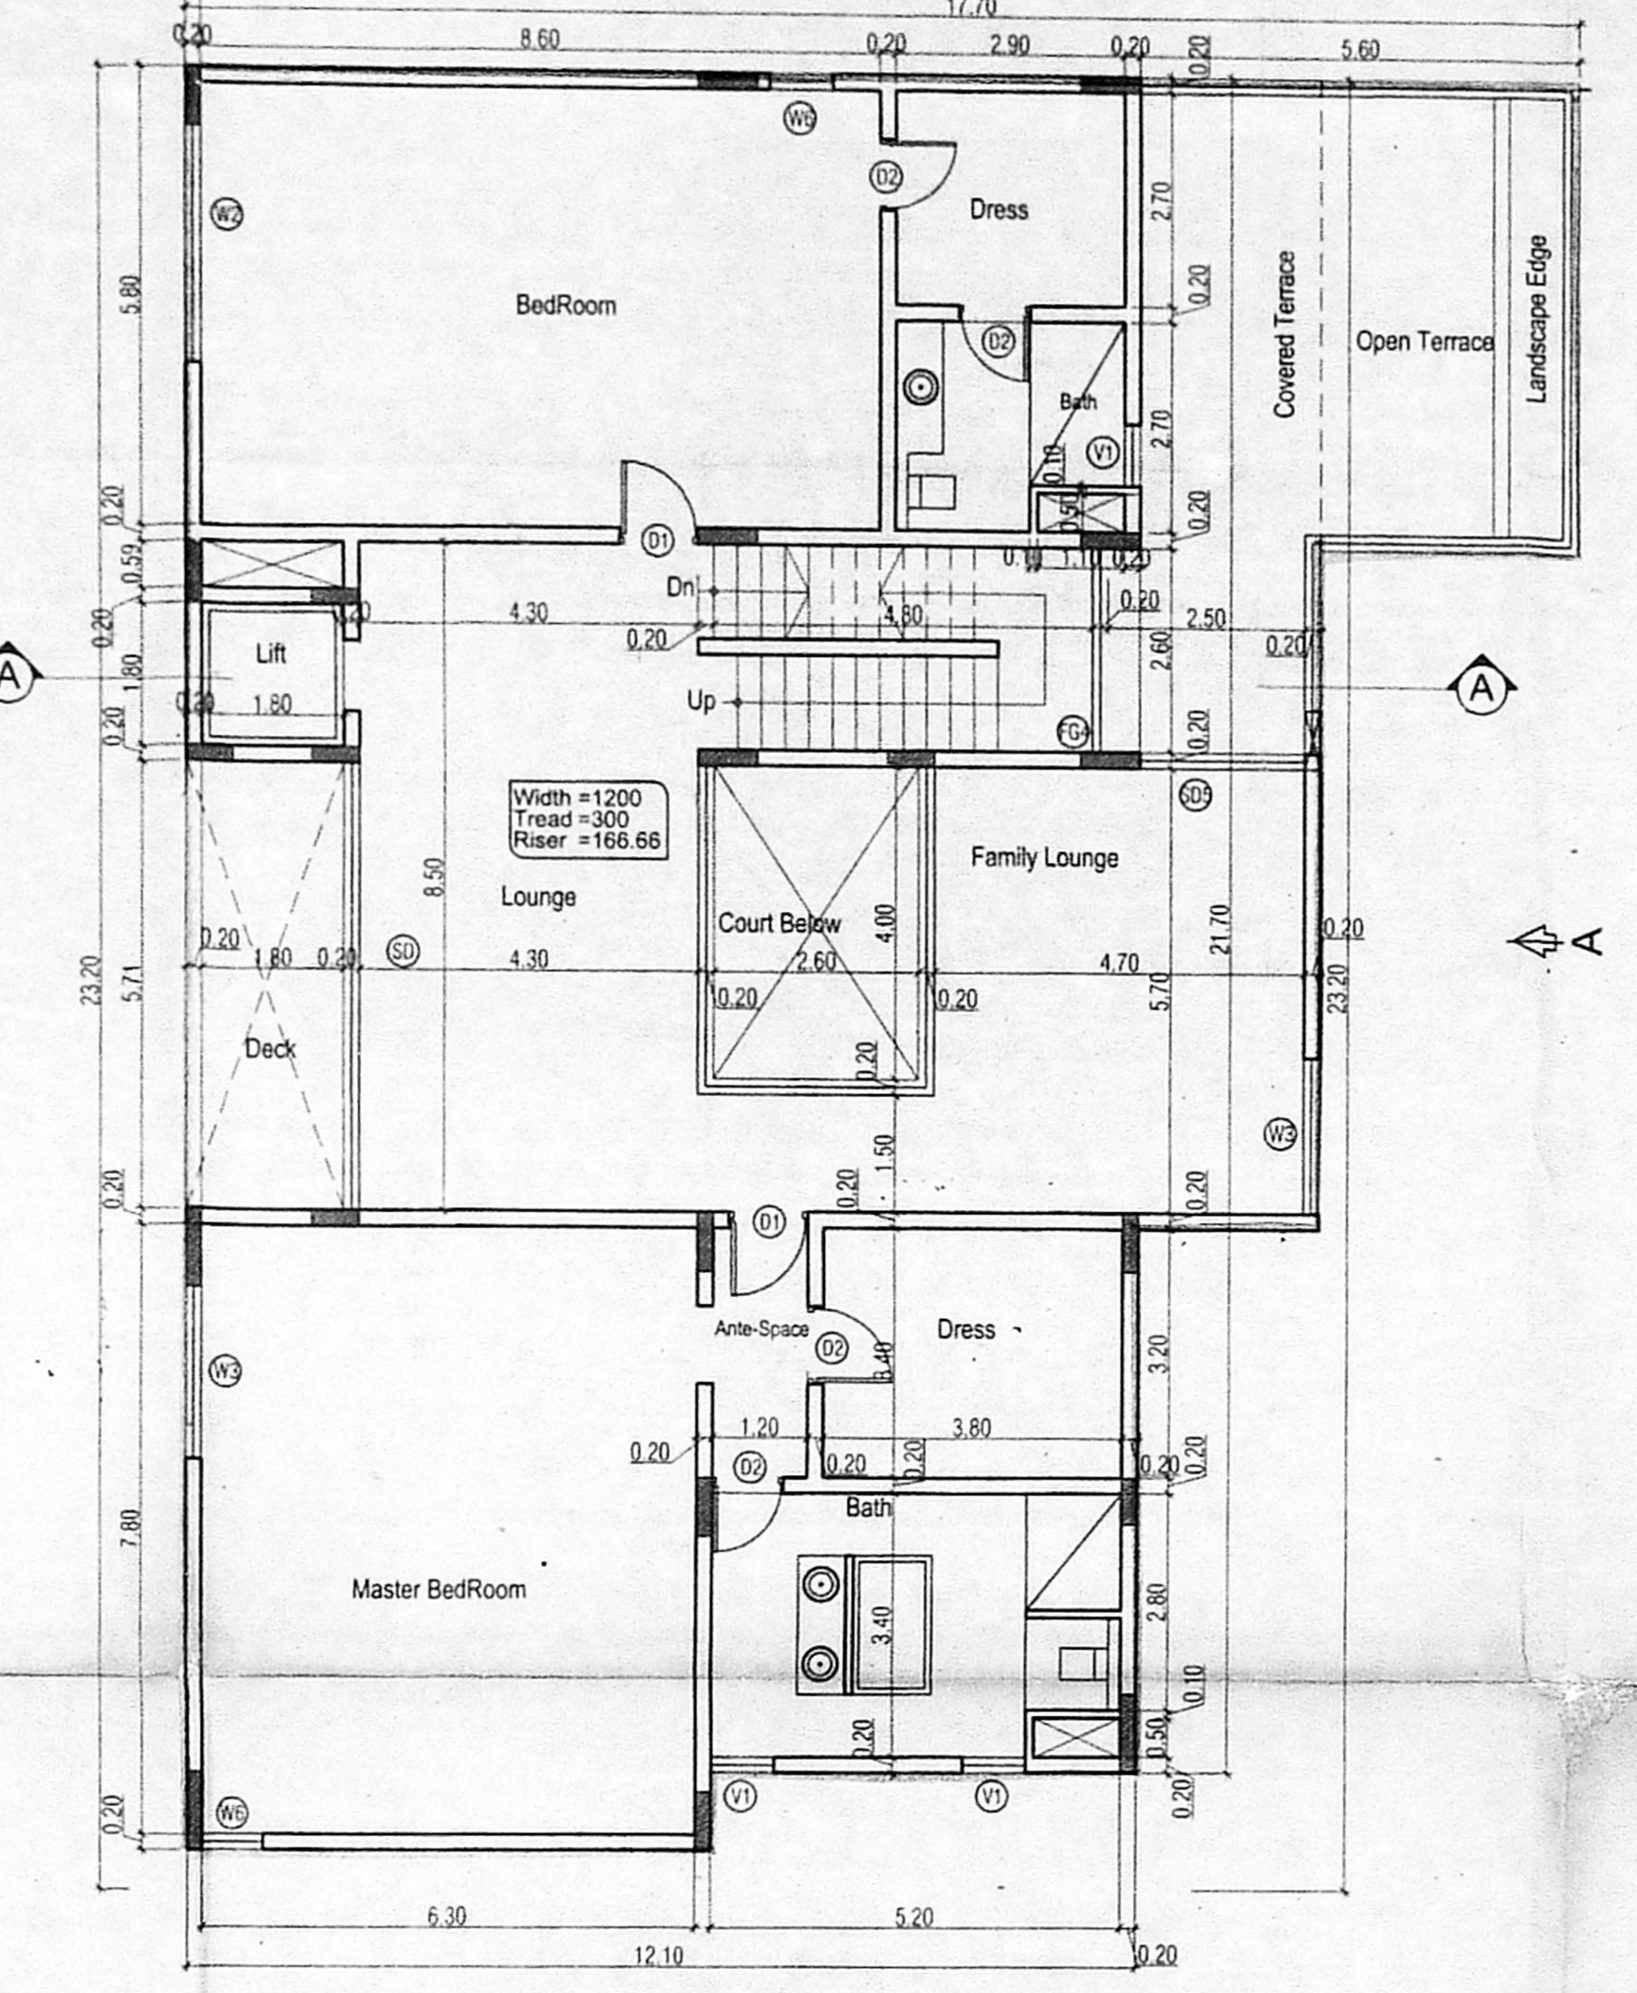 17.70
0.20 8.60 0.20 2.90 0.20 0.20 5.60
W6
D2
W2
Dress
2.70
5.80
BedRoom
0.20
D2
Covered Terrace
Open Terrace
Landscape Edge
Bath
2.70
V1
0.10
0.20
0.50
0.20
D1
0.59
Dn
0.10 1.10 0.20
0.20 4.30
0.20
4.80
0.20
2.50
0.20
0.20
2.60
Lift
A
1.80
A
0.20 1.80
Up
FG4
0.20
0.20
Width =1200
Tread =300
Riser =166.66
SD5
Family Lounge
8.50
Lounge
Court Below
4.00
21.70
0.20
A
0.20
1.80 0.20
SD
4.30
2.60
4.70
23.20
5.71
0.20
0.20
5.70
23.20
Deck
0.20
W3
1.50
0.20
0.20
0.20
D1
Ante-Space
D2
Dress
3.40
3.20
W3
1.20
3.80
0.20
D2
0.20
0.20
0.20
0.20
Bath
7.80
Master BedRoom
3.40
2.80
0.10
0.20
0.50
0.20
V1
V1
0.20
W6
6.30
5.20
12.10
0.20